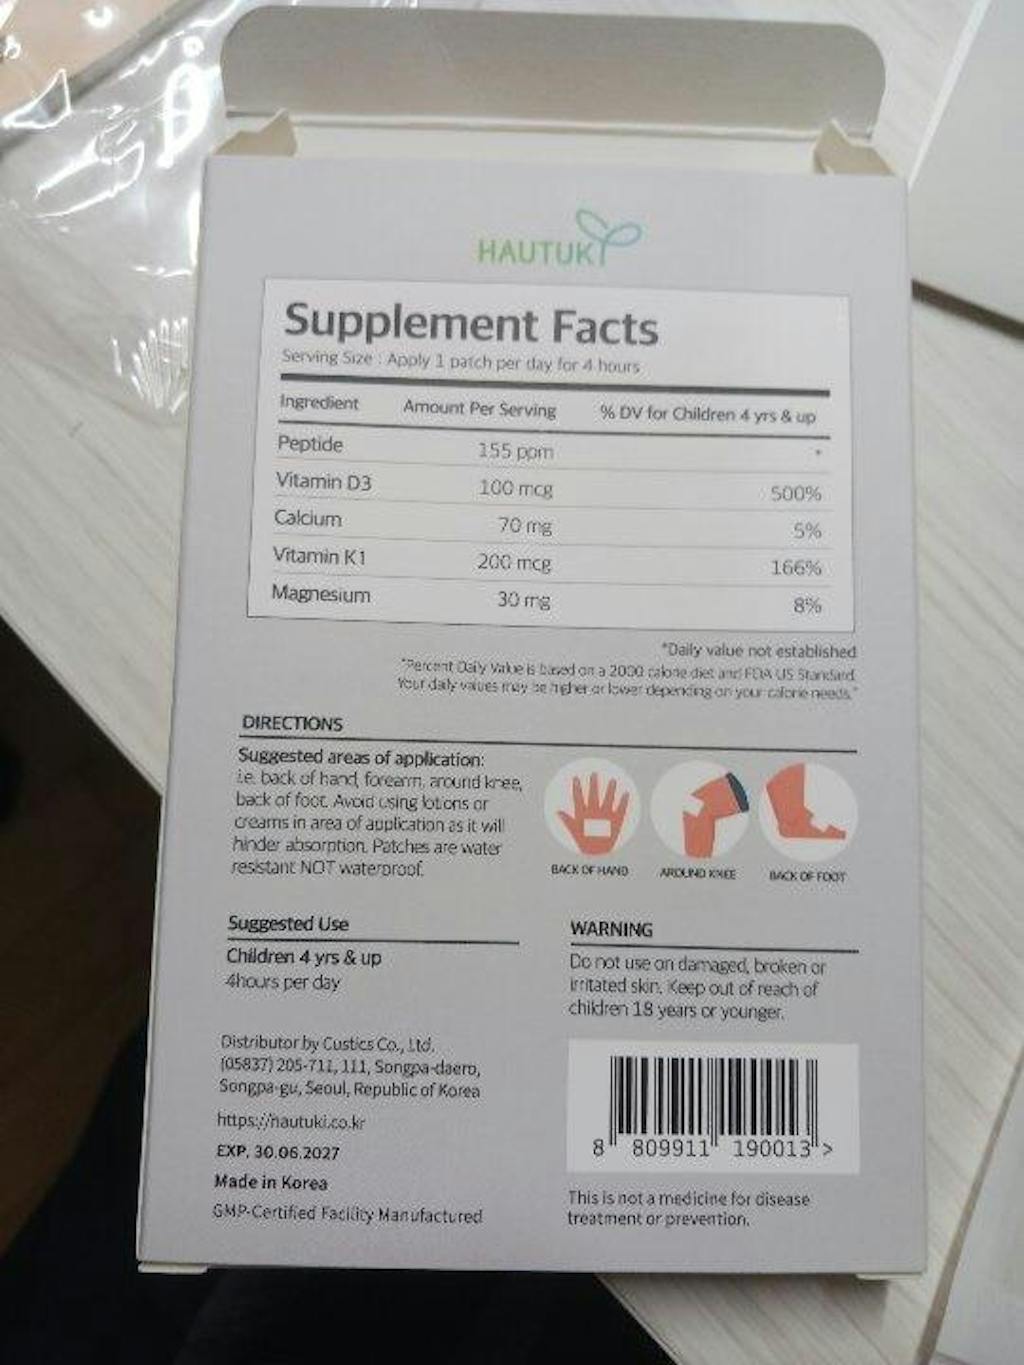 HAUTUKI
Supplement Facts
Serving Size : Apply 1 patch per day for 4 hours
Ingredient Amount Per Serving % DV for Children 4 yrs & up
Peptide 155 ppm *
Vitamin D3 100 mcg 500%
Calcium 70 mg 5%
Vitamin K1 200 mcg 166%
Magnesium 30 mg 8%
*Daily value not established
"Percent Daily Value is based on a 2000 calorie diet and FDA US Standard.
Your daily values may be higher or lower depending on your calorie needs."
DIRECTIONS
Suggested areas of application:
i.e. back of hand, forearm, around knee,
back of foot. Avoid using lotions or
creams in area of application as it will
hinder absorption. Patches are water
resistant NOT waterproof.
BACK OF HAND AROUND KNEE BACK OF FOOT
Suggested Use
Children 4 yrs & up
4hours per day
WARNING
Do not use on damaged, broken or
irritated skin. Keep out of reach of
children 18 years or younger.
Distributor by Custics Co., Ltd.
(05837) 205-711, 111, Songpa-daero,
Songpa-gu, Seoul, Republic of Korea
https://hautuki.co.kr
EXP. 30.06.2027
Made in Korea
GMP-Certified Facility Manufactured
8 809911 190013 >
This is not a medicine for disease
treatment or prevention.